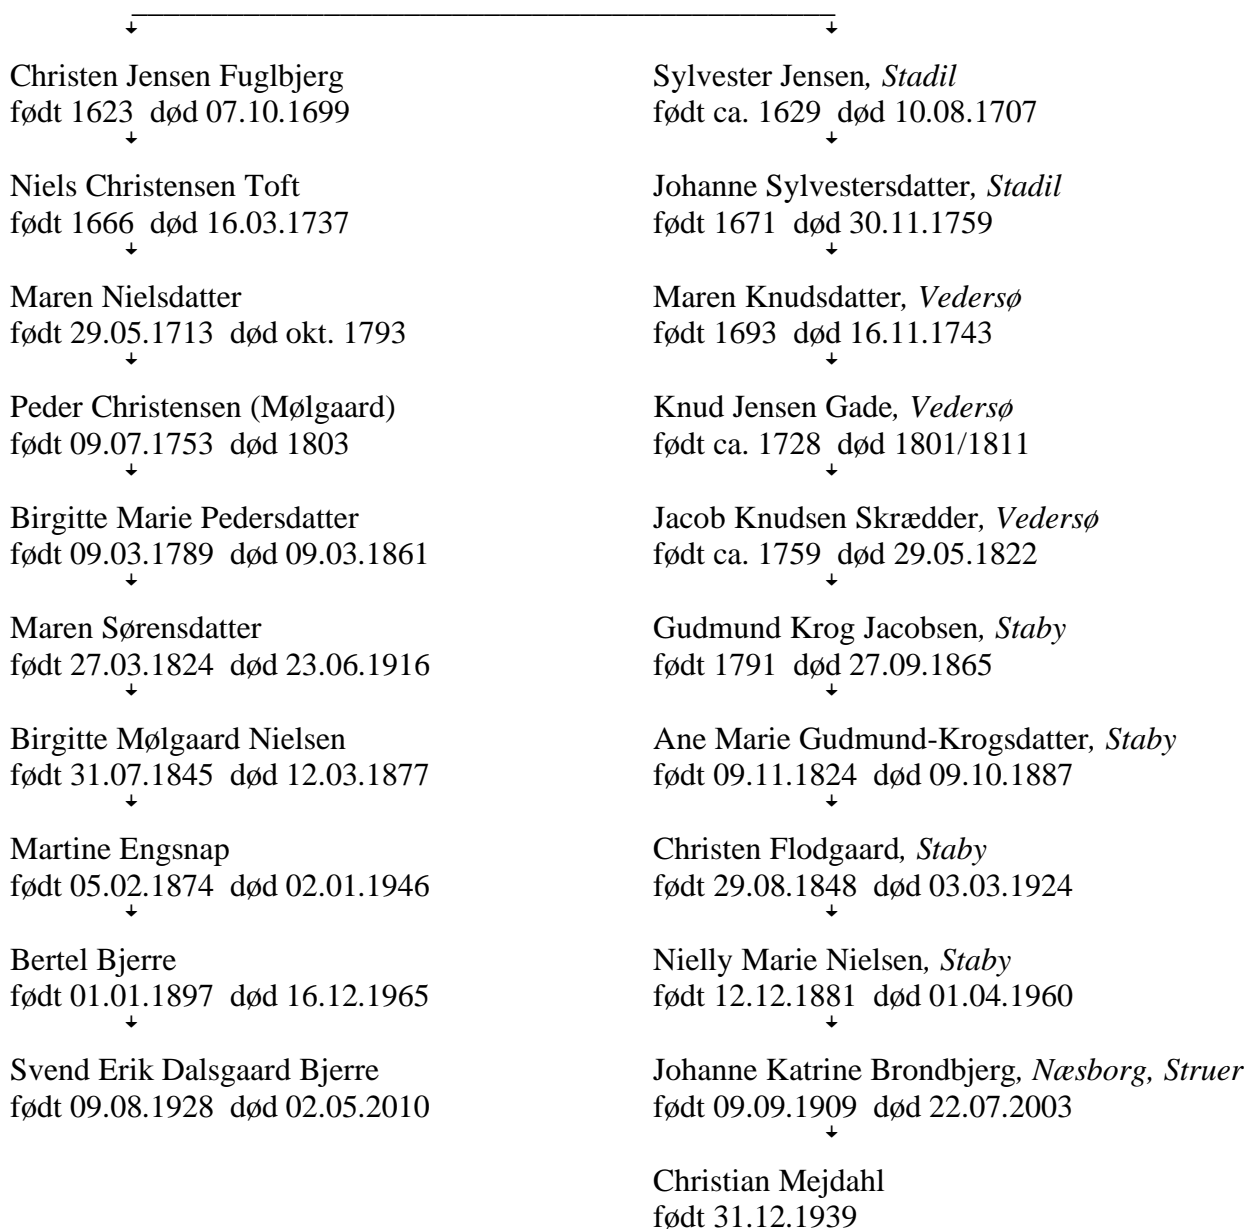 Christen Jensen Fuglbjerg
født 1623  død 07.10.1699
Niels Christensen Toft
født 1666  død 16.03.1737
Maren Nielsdatter
født 29.05.1713  død okt. 1793
Peder Christensen (Mølgaard)
født 09.07.1753  død 1803
Birgitte Marie Pedersdatter
født 09.03.1789  død 09.03.1861
Maren Sørensdatter
født 27.03.1824  død 23.06.1916
Birgitte Mølgaard Nielsen
født 31.07.1845  død 12.03.1877
Martine Engsnap
født 05.02.1874  død 02.01.1946
Bertel Bjerre
født 01.01.1897  død 16.12.1965
Svend Erik Dalsgaard Bjerre
født 09.08.1928  død 02.05.2010
Sylvester Jensen, Stadil
født ca. 1629  død 10.08.1707
Johanne Sylvestersdatter, Stadil
født 1671  død 30.11.1759
Maren Knudsdatter, Vedersø
født 1693  død 16.11.1743
Knud Jensen Gade, Vedersø
født ca. 1728  død 1801/1811
Jacob Knudsen Skrædder, Vedersø
født ca. 1759  død 29.05.1822
Gudmund Krog Jacobsen, Staby
født 1791  død 27.09.1865
Ane Marie Gudmund-Krogsdatter, Staby
født 09.11.1824  død 09.10.1887
Christen Flodgaard, Staby
født 29.08.1848  død 03.03.1924
Nielly Marie Nielsen, Staby
født 12.12.1881  død 01.04.1960
Johanne Katrine Brondbjerg, Næsborg, Struer
født 09.09.1909  død 22.07.2003
Christian Mejdahl
født 31.12.1939